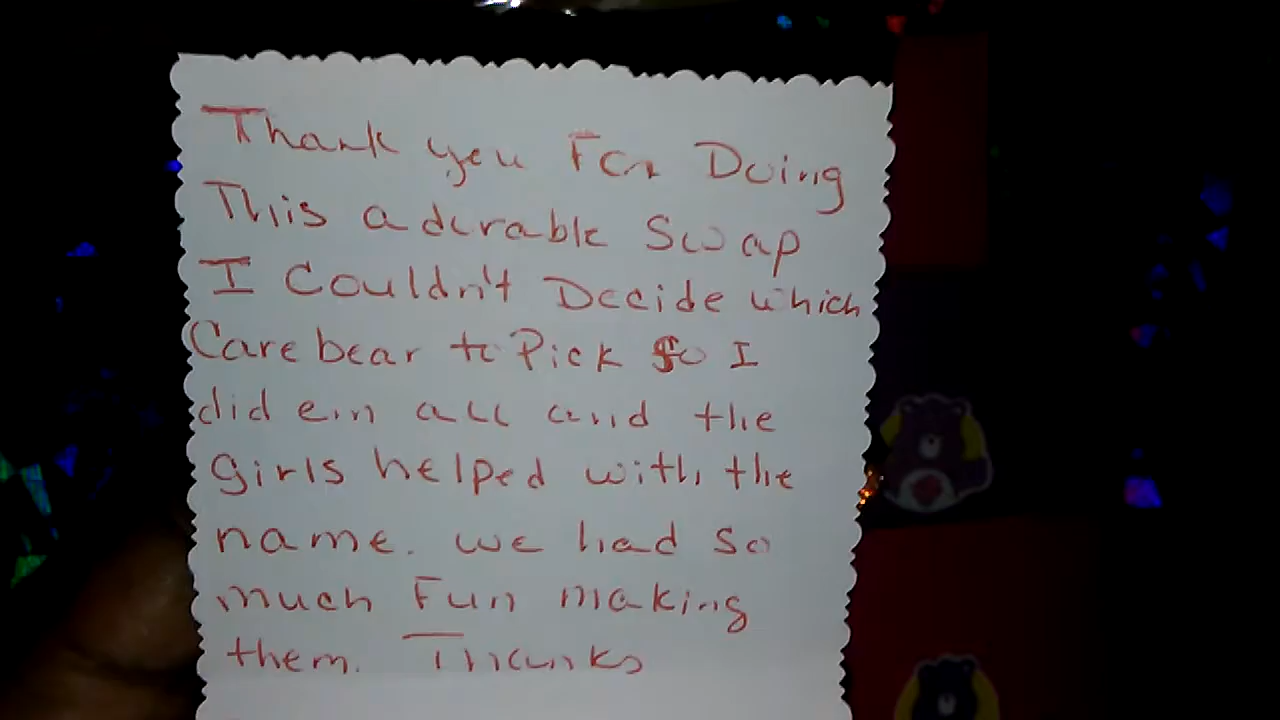 Thank you For Doing
This adorable Swap
I Couldn't Decide which
Care bear to Pick So I
did em all and the
girls helped with the
name. we had so
much Fun making
them. Thanks